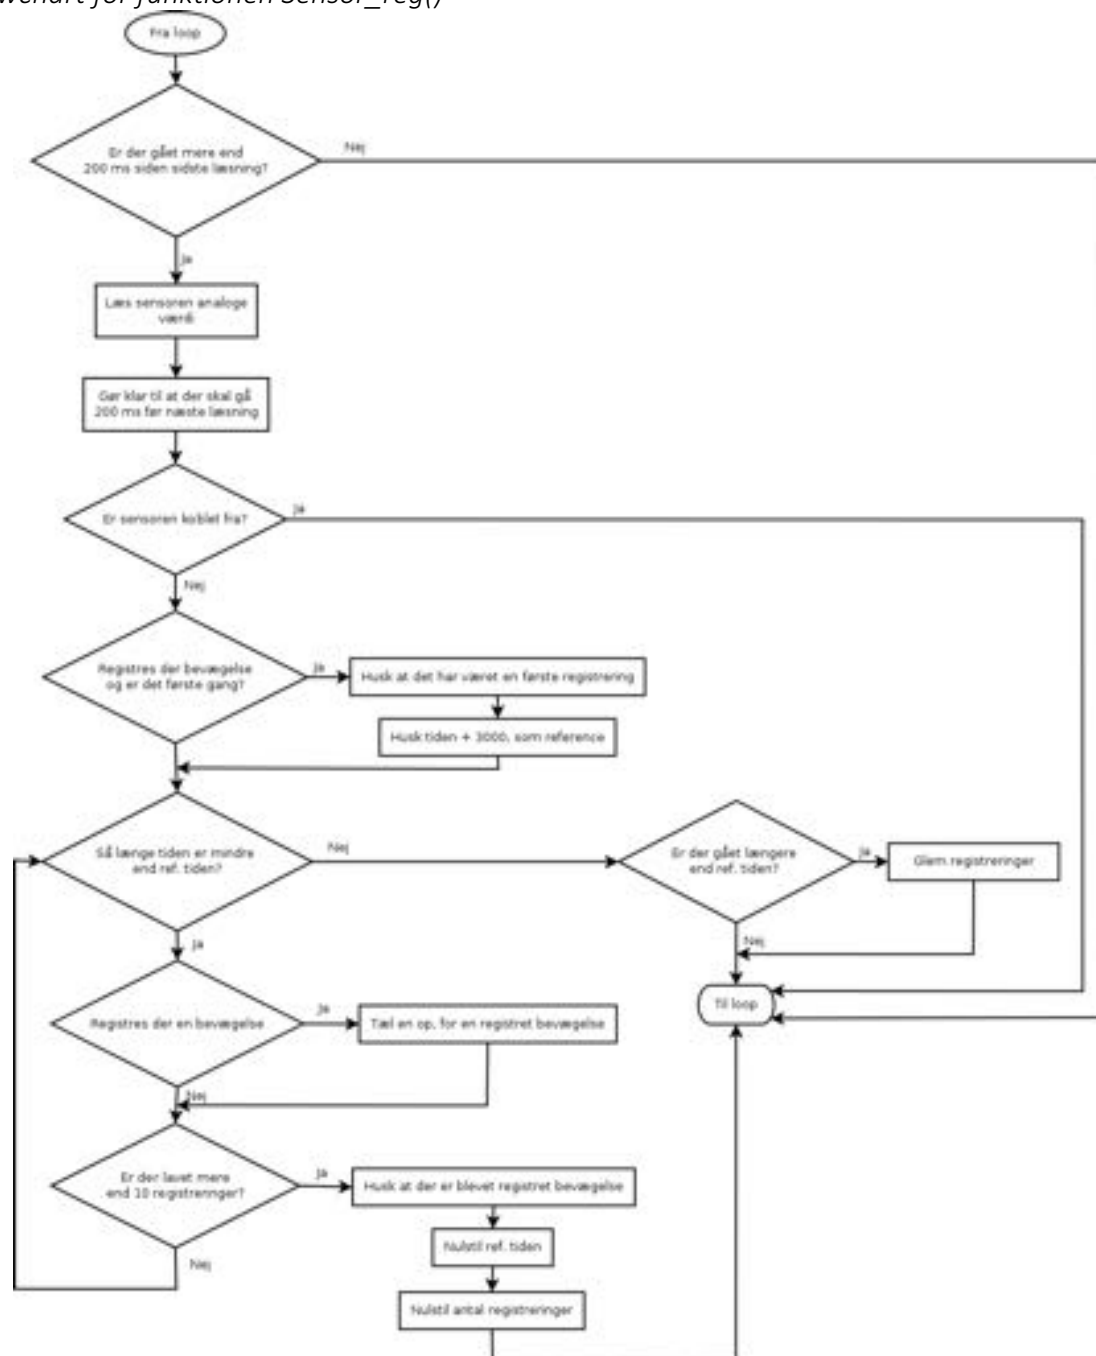 wchart for funktionen Sensor_reg()
Fra loop
Er der gået mere end
200 ms siden sidste læsning?
Nej
Ja
Læs sensoren analoge
værdi
Gør klar til at der skal gå
200 ms før næste læsning
Er sensoren koblet fra?
Ja
Nej
Registres der bevægelse
og er det første gang?
Ja
Husk at det har været en første registrering
Husk tiden + 3000, som reference
Så længe tiden er mindre
end ref. tiden?
Nej
Er der gået længere
end ref. tiden?
Ja
Glem registreringer
Nej
Til loop
Ja
Registres der en bevægelse
Ja
Tæl en op, for en registret bevægelse
Nej
Er der lavet mere
end 10 registrernger?
Ja
Husk at der er blevet registret bevægelse
Nulstil ref. tiden
Nej
Nulstil antal registreringer